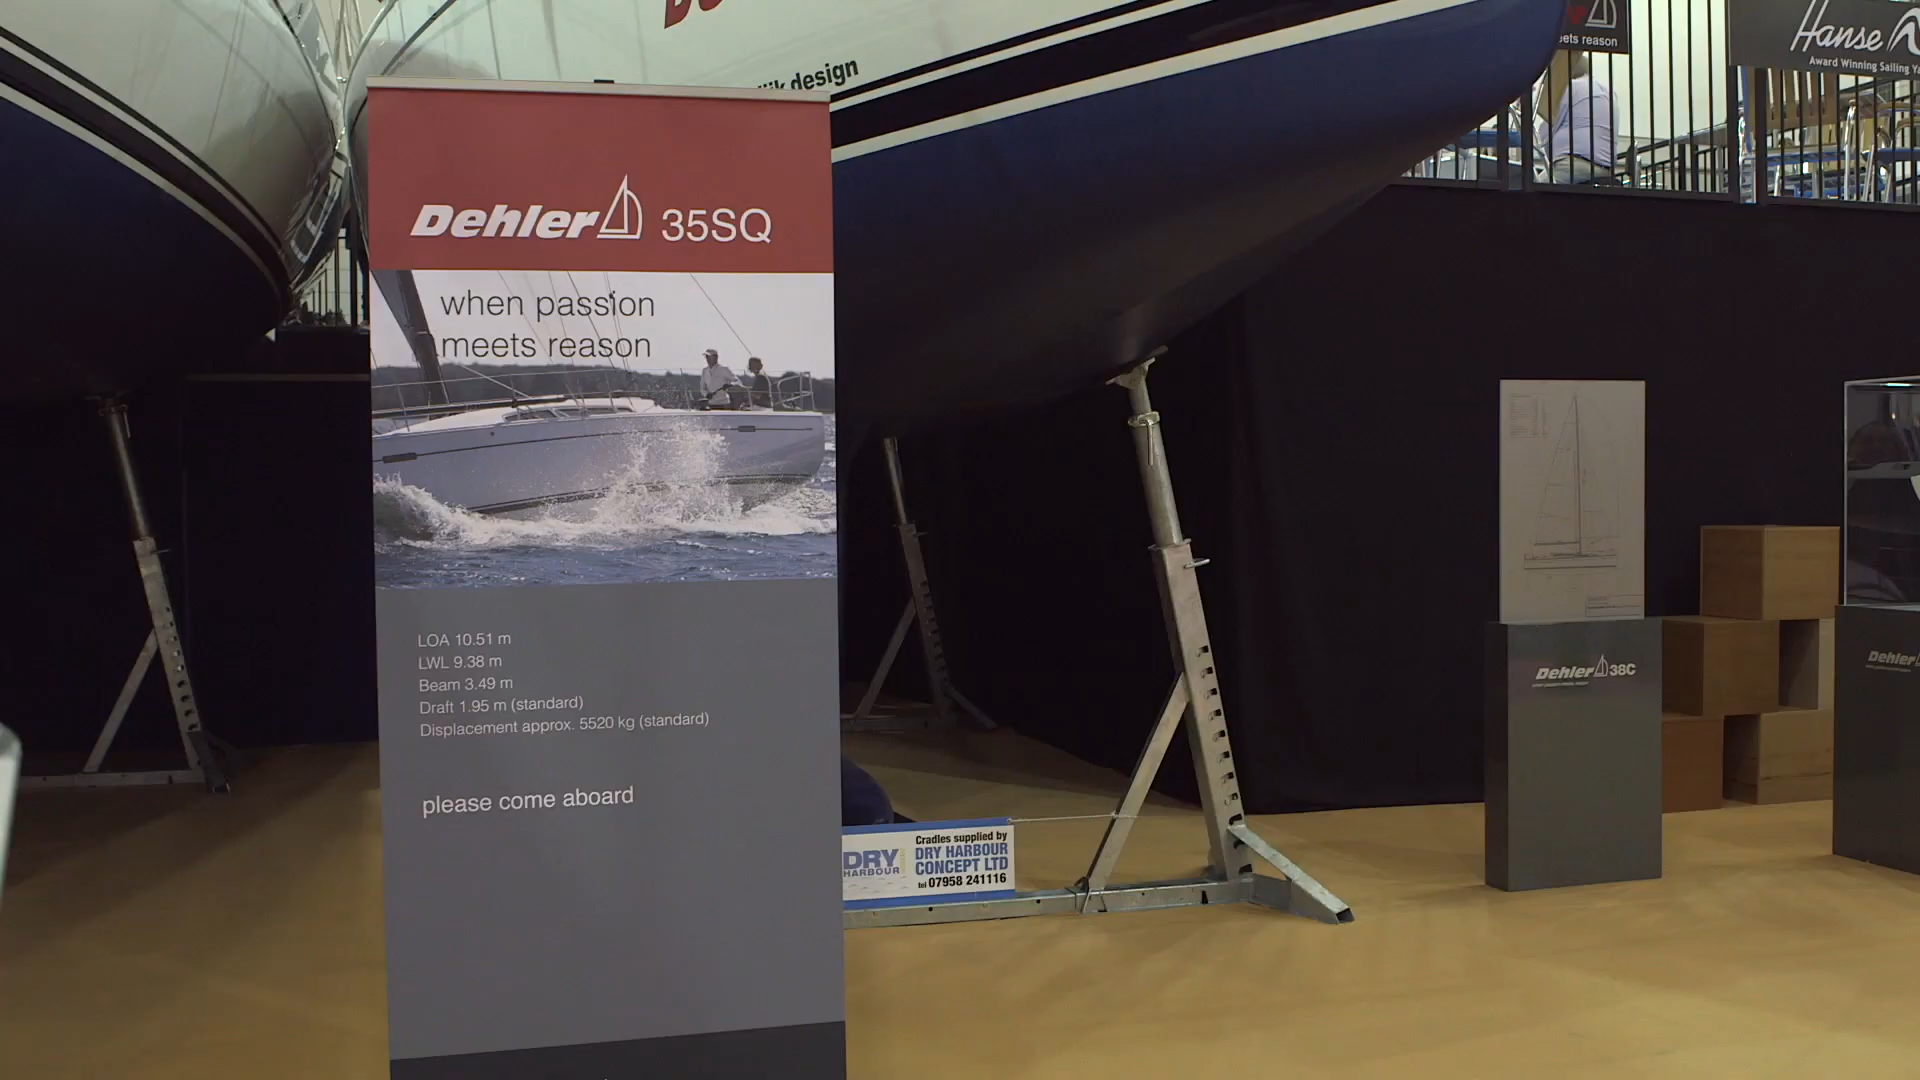 design
eets reason
Hanse
Award Winning Sailing
Dehler 35SQ
when passion
meets reason
LOA 10.51 m
LWL 9.38 m
Beam 3.49 m
Draft 1.95 m (standard)
Displacement approx. 5520 kg (standard)
please come aboard
DRY
HARBOUR
Cradles supplied by
DRY HARBOUR
CONCEPT LTD
tel 07958 241116
Dehler 38C
Dehler